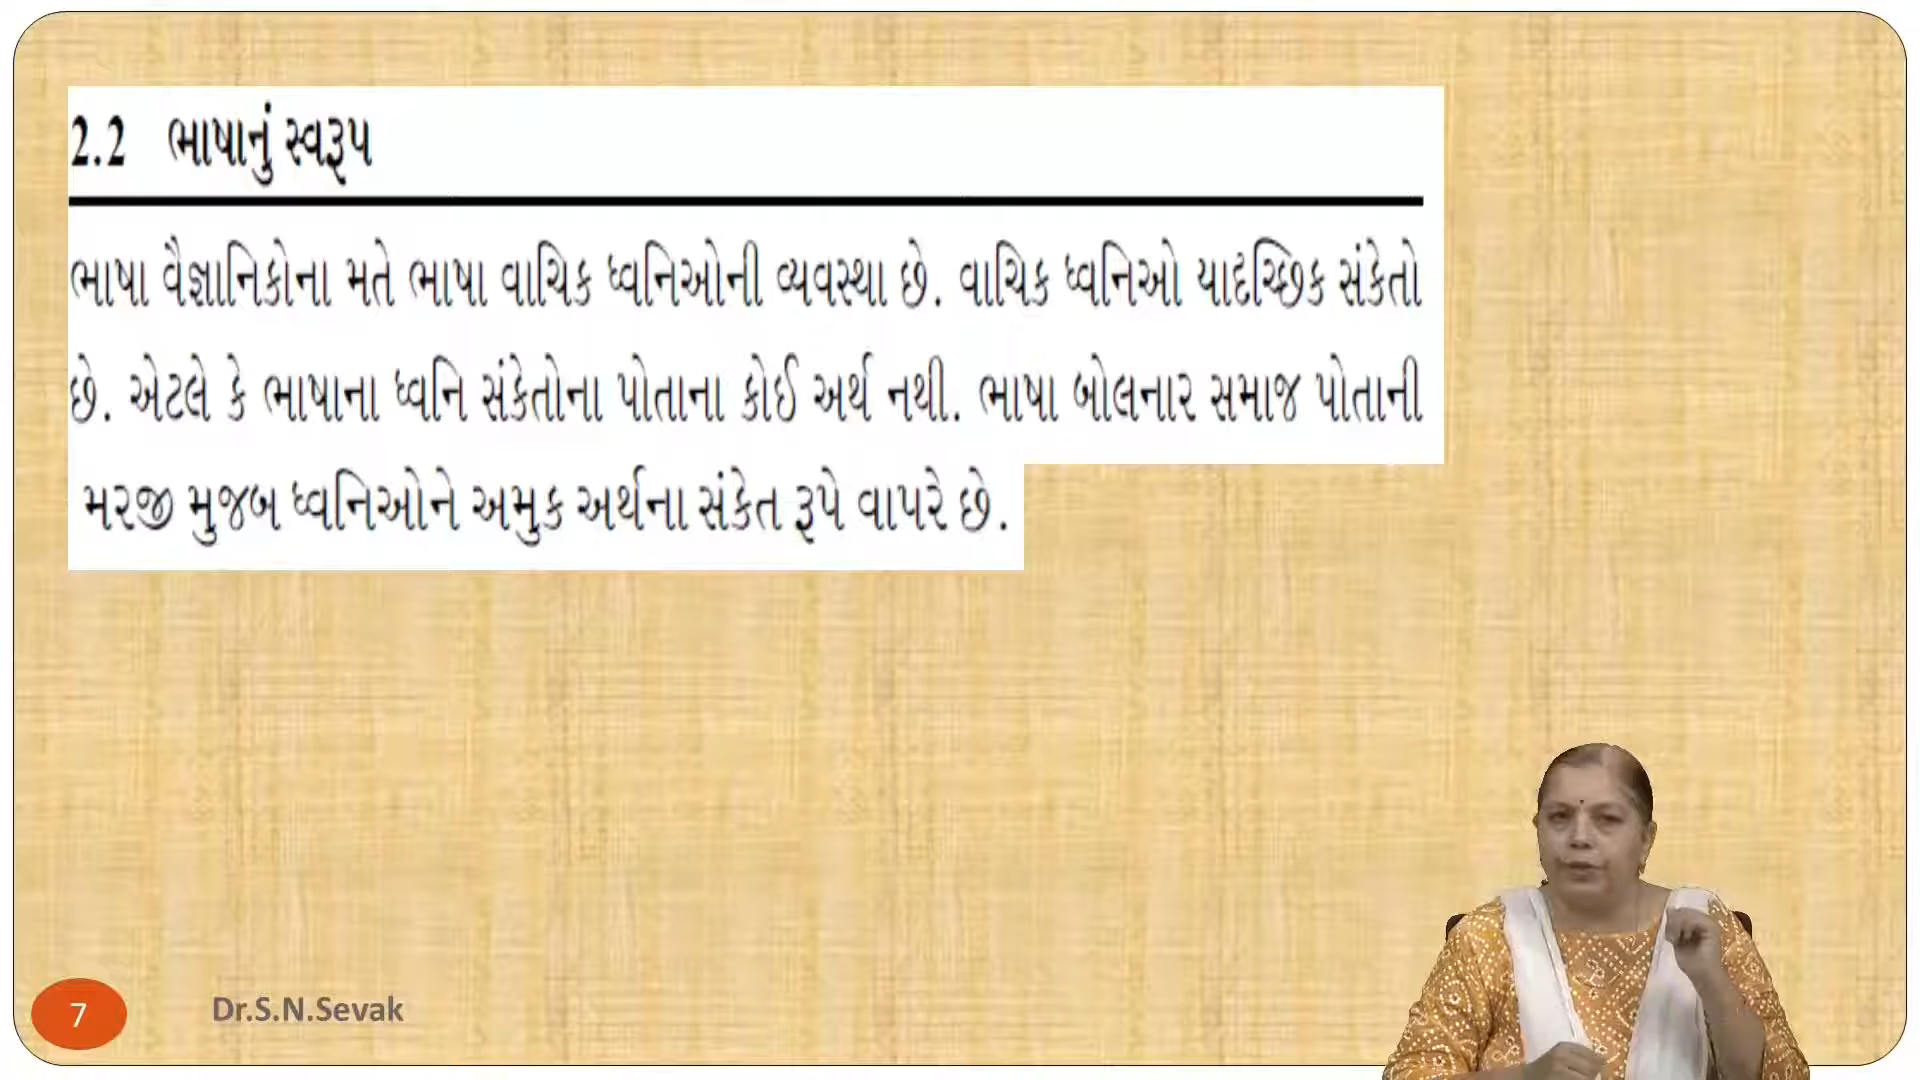 2.2 ભાષાનું સ્વરૂપ
ભાષા વૈજ્ઞાનિકોના મતે ભાષા વાચિક ધ્વનિઓની વ્યવસ્થા છે. વાચિક ધ્વનિઓ યાદચ્છિક સંકેતો
છે. એટલે કે ભાષાના ધ્વનિ સંકેતોના પોતાના કોઈ અર્થ નથી. ભાષા બોલનાર સમાજ પોતાની
મરજી મુજબ ધ્વનિઓને અમુક અર્થના સંકેત રૂપે વાપરે છે.
7 Dr.S.N.Sevak